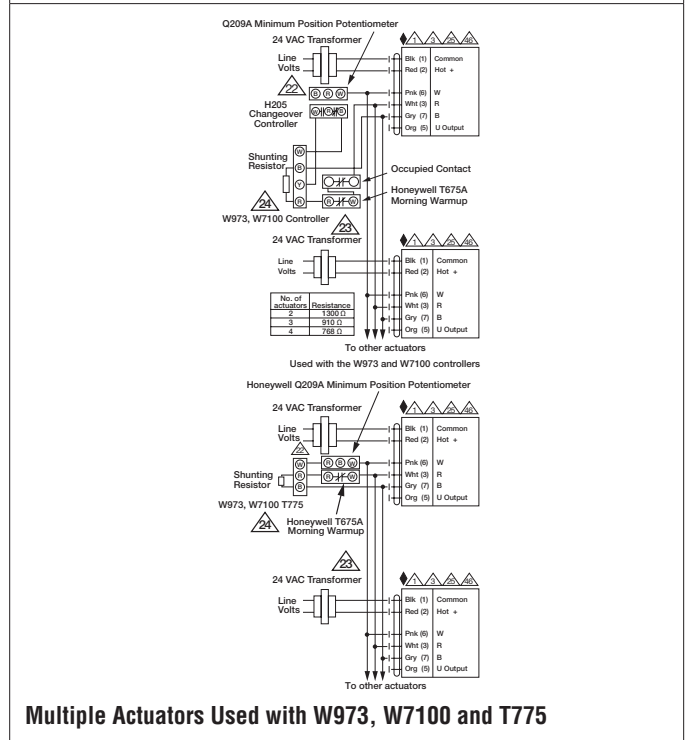 Q209A Minimum Position Potentiometer
24 VAC Transformer
Line
Volts
1 3 25 46
Blk (1) Common
Red (2) Hot +
Pnk (6) W
Wht (3) R
Gry (7) B
Org (5) U Output
22
B R W
H205
Changeover
Controller
W R B
Shunting
Resistor
W
B
Y
R
Occupied Contact
R W
Honeywell T675A
Morning Warmup
24
W973, W7100 Controller
23
24 VAC Transformer
Line
Volts
1 3 25 46
Blk (1) Common
Red (2) Hot +
Pnk (6) W
Wht (3) R
Gry (7) B
Org (5) U Output
No. of
actuators Resistance
2 1300 Ω
3 910 Ω
4 768 Ω
To other actuators
Used with the W973 and W7100 controllers
Honeywell Q209A Minimum Position Potentiometer
24 VAC Transformer
Line
Volts
1 3 25 46
Blk (1) Common
Red (2) Hot +
Pnk (6) W
Wht (3) R
Gry (7) B
Org (5) U Output
22
W
R
B
R B W
R W
Shunting
Resistor
W973, W7100 T775
24
Honeywell T675A
Morning Warmup
23
24 VAC Transformer
Line
Volts
1 3 25 46
Blk (1) Common
Red (2) Hot +
Pnk (6) W
Wht (3) R
Gry (7) B
Org (5) U Output
To other actuators
Multiple Actuators Used with W973, W7100 and T775